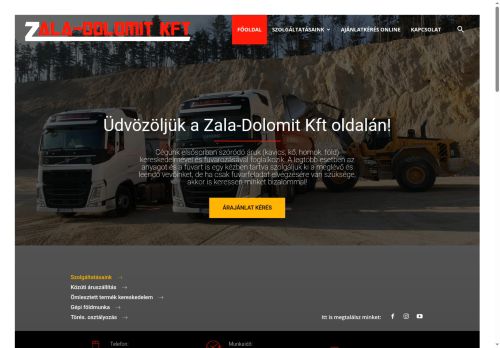 ZALA-DOLOMIT KFT
FŐOLDAL
SZOLGÁLTATÁSAINK
AJÁNLATKÉRÉS ONLINE
KAPCSOLAT
Üdvözöljük a Zala-Dolomit Kft oldalán!
Cégünk elsősorban szóródó áruk (kavics, kő, homok, föld)
kereskedelmével és fuvarozásával foglalkozik. A legtöbb esetben az
anyagot és a fuvart is egy kézben tartva szolgáljuk ki a meglévő és
leendő vevőinket, de ha csak fuvarfeladat elvégzésére van szüksége,
akkor is keressen minket bizalommal!
ÁRAJÁNLAT KÉRÉS
Szolgáltatásaink →
Közúti áruszállítás →
Ömlesztett termék kereskedelem →
Gépi földmunka →
Törés, osztályozás →
Itt is megtalálsz minket:
Telefon:
Munkaidő: